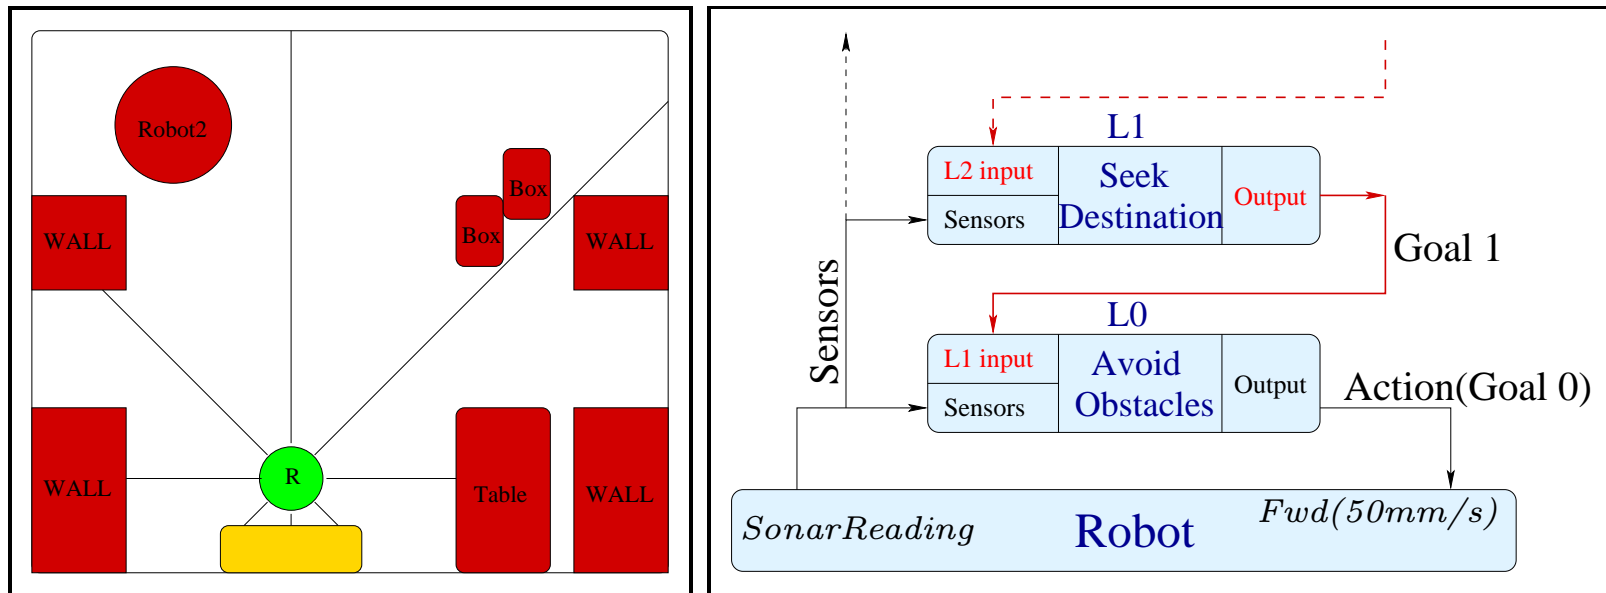 Robot2
Box
Box
WALL
WALL
R
WALL
Table
WALL
L1
L2 input
Sensors
Seek
Destination
Output
Goal 1
Sensors
L0
L1 input
Sensors
Avoid
Obstacles
Output
Action(Goal 0)
SonarReading
Robot
Fwd(50mm/s)